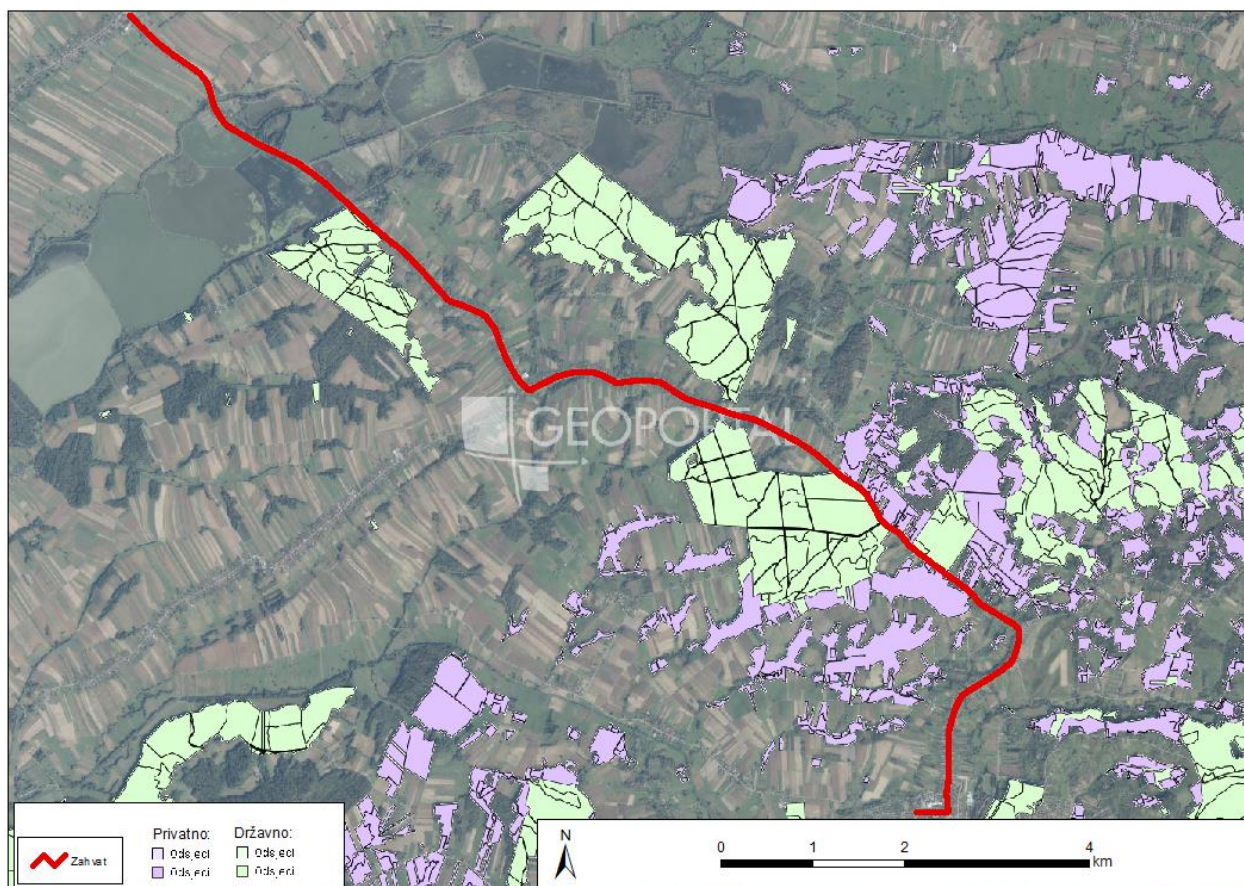 GEOPORTAL
Zahvat
Privatno: Državno:
Odsjeci Odsjeci
Odsjeci Odsjeci
N
0 1 2 4
km